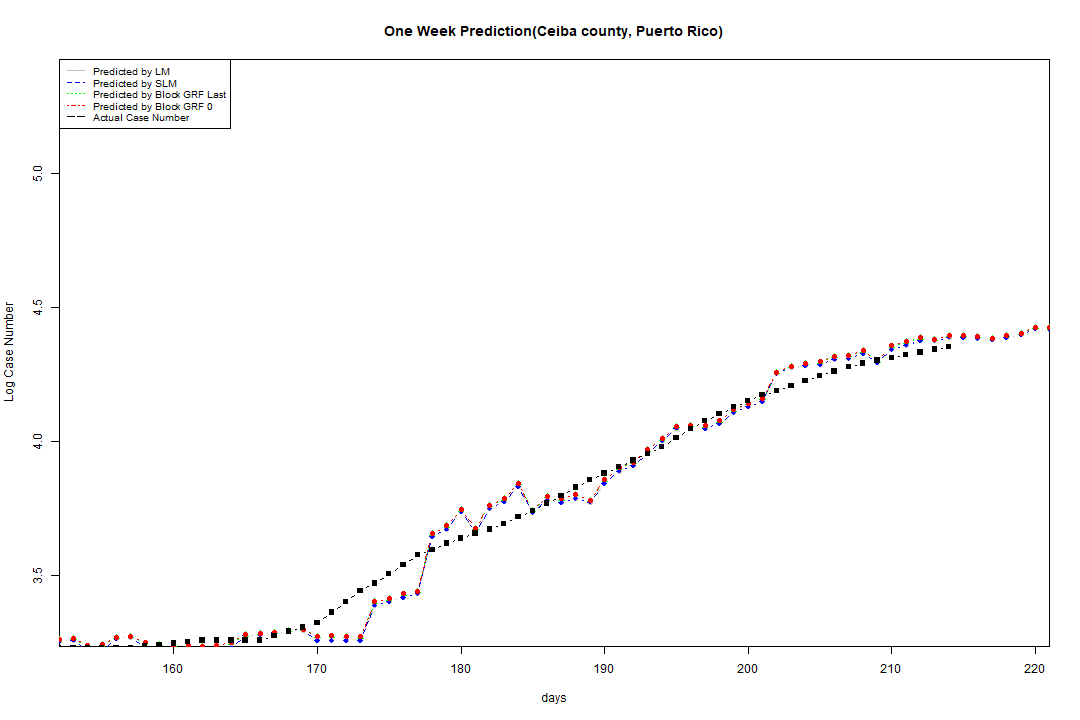 One Week Prediction(Ceiba county, Puerto Rico)
Predicted by LM
Predicted by SLM
Predicted by Block GRF Last
Predicted by Block GRF 0
Actual Case Number
5.0
4.5
4.0
3.5
Log Case Number
160 170 180 190 200 210 220
days